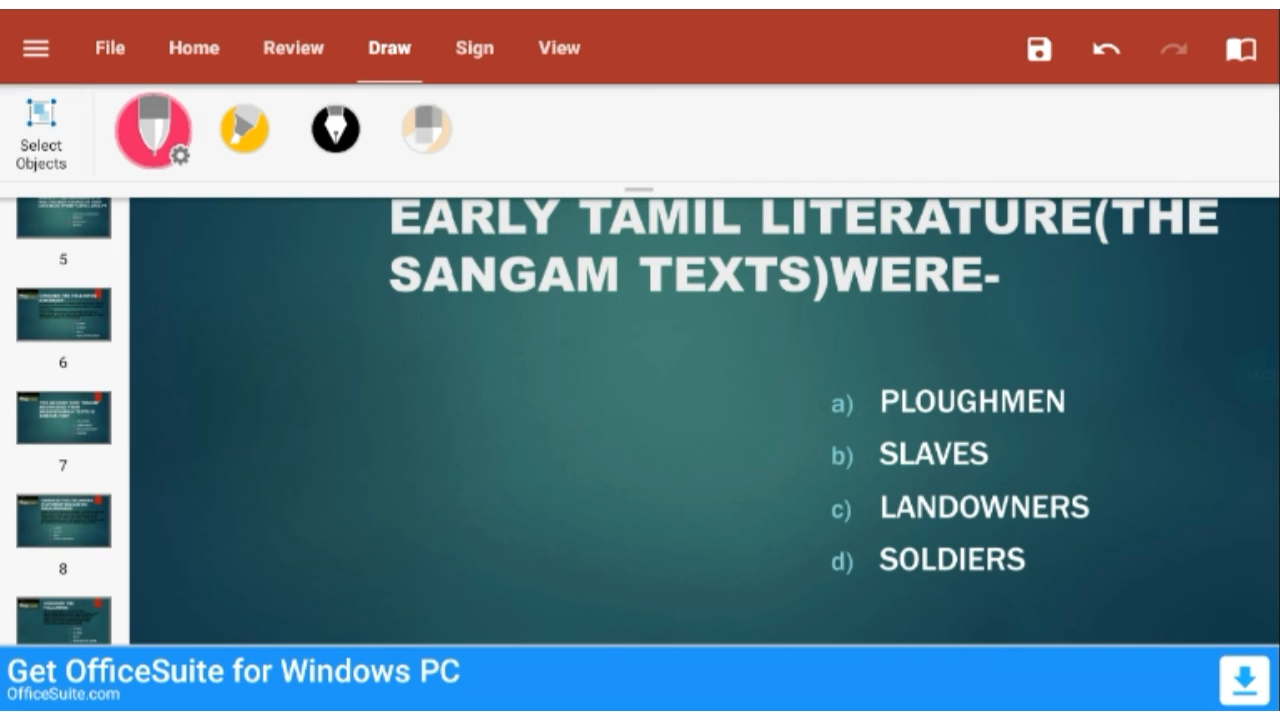 File Home Review Draw Sign View
Select
Objects
EARLY TAMIL LITERATURE(THE
SANGAM TEXTS)WERE-
a) PLOUGHMEN
b) SLAVES
c) LANDOWNERS
d) SOLDIERS
5
6
7
8
Get OfficeSuite for Windows PC
OfficeSuite.com